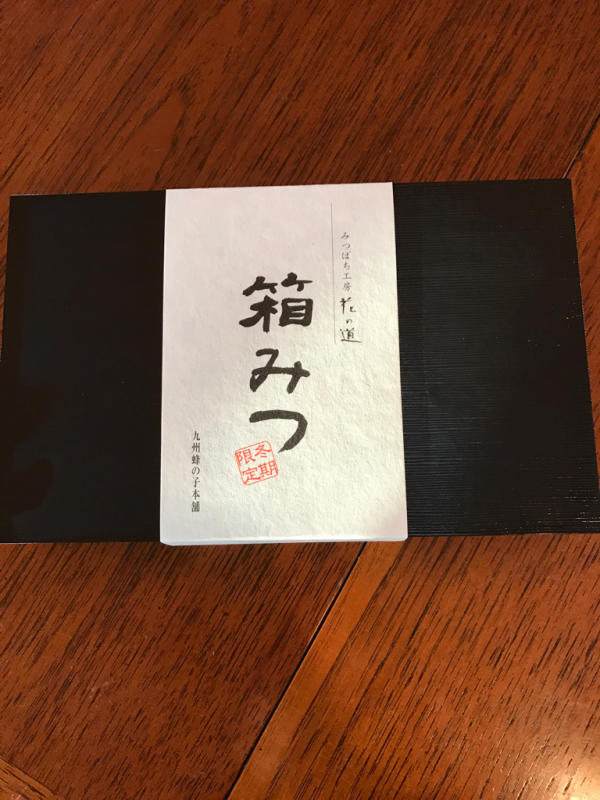 みつばち工房 花の道
箱みつ
冬期
限定
九州蜂の子本舗